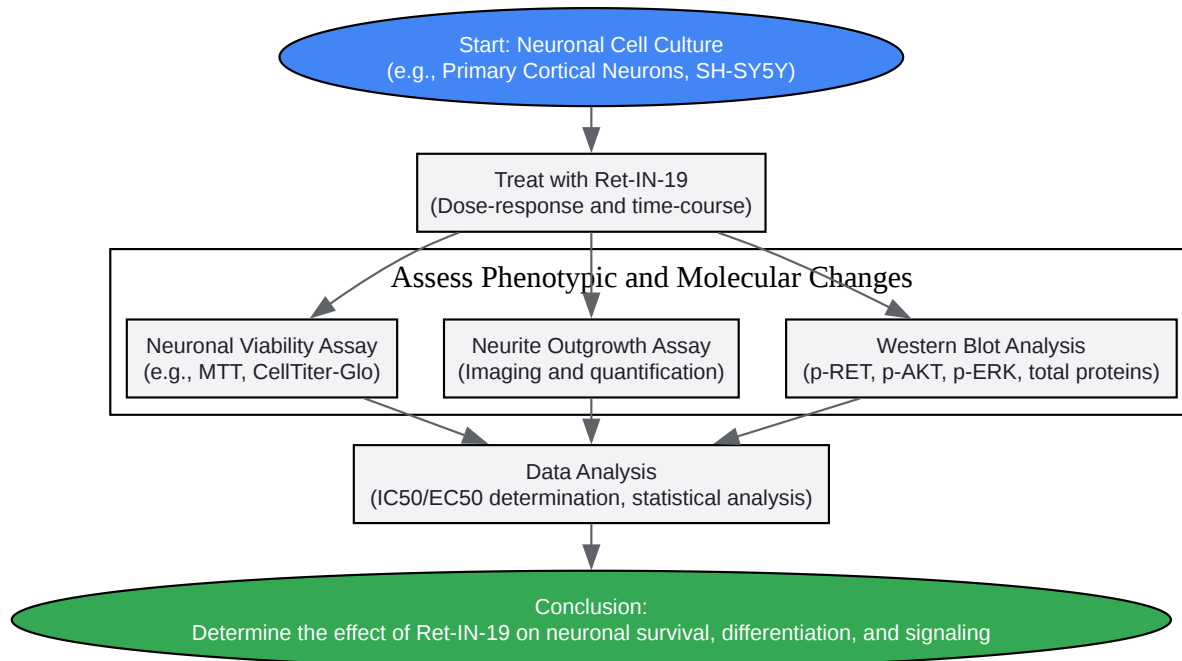 Start: Neuronal Cell Culture
(e.g., Primary Cortical Neurons, SH-SY5Y)
Treat with Ret-IN-19
(Dose-response and time-course)
Assess Phenotypic and Molecular Changes
Neuronal Viability Assay
(e.g., MTT, CellTiter-Glo)
Neurite Outgrowth Assay
(Imaging and quantification)
Western Blot Analysis
(p-RET, p-AKT, p-ERK, total proteins)
Data Analysis
(IC50/EC50 determination, statistical analysis)
Conclusion:
Determine the effect of Ret-IN-19 on neuronal survival, differentiation, and signaling